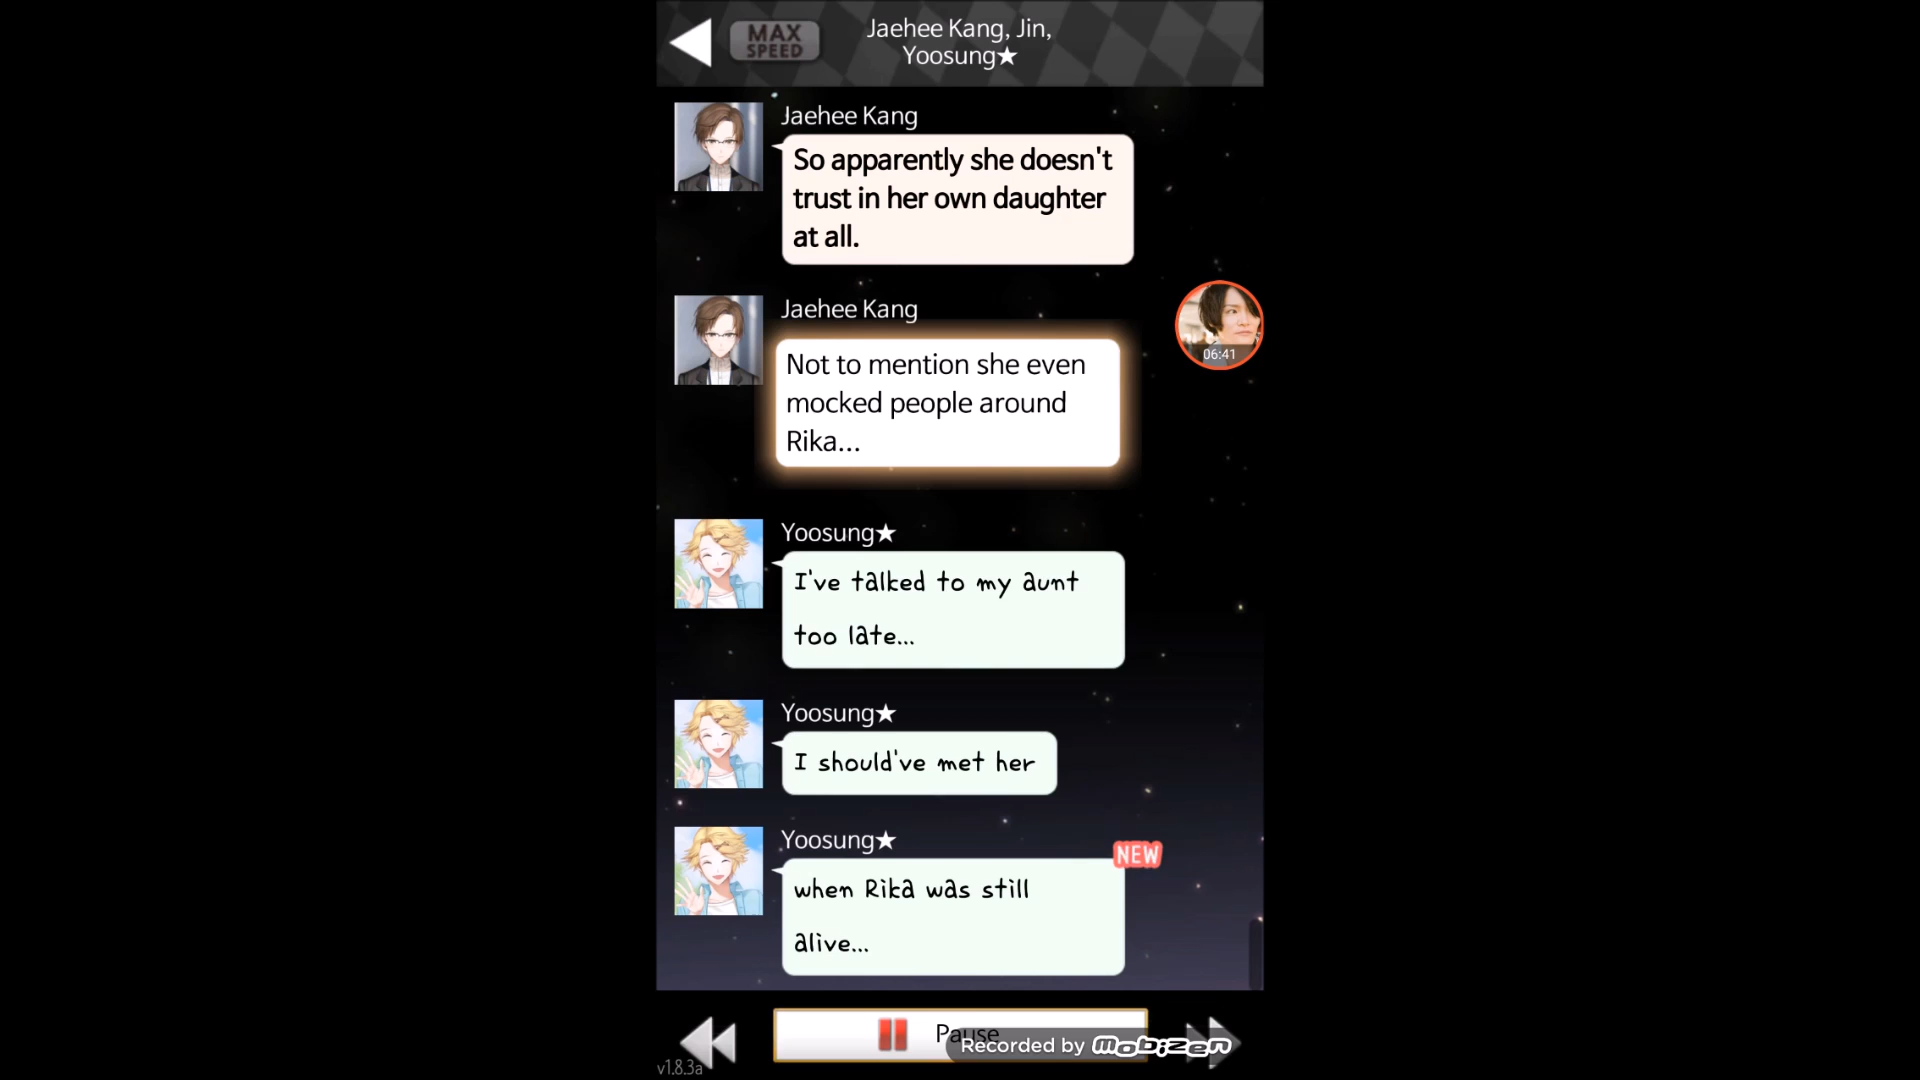 MAX
SPEED
Jaehee Kang, Jin,
Yoosung★
Jaehee Kang
So apparently she doesn't
trust in her own daughter
at all.
Jaehee Kang
Not to mention she even
mocked people around
Rika...
06:41
Yoosung★
I've talked to my aunt
too late...
Yoosung★
I should've met her
Yoosung★
NEW
when Rika was still
alive...
Pause
Recorded by Mobizen
v1.8.3a